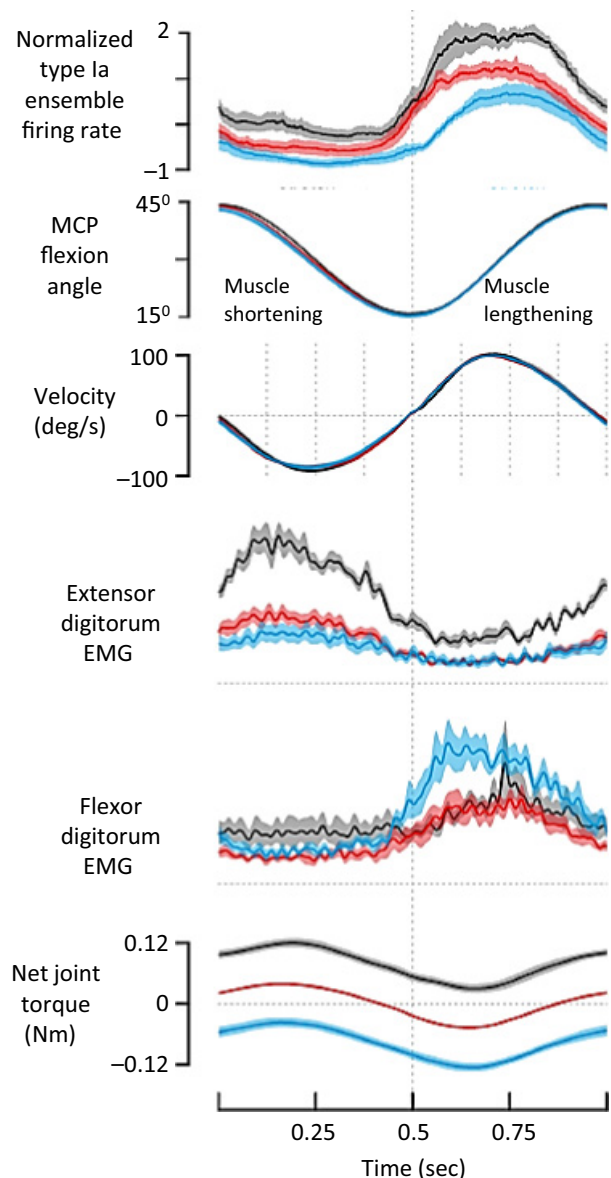 Normalized
type Ia
ensemble
firing rate
2
−1
MCP
flexion
angle
45⁰
15⁰
Muscle
shortening
Muscle
lengthening
Velocity
(deg/s)
100
0
−100
Extensor
digitorum
EMG
Flexor
digitorum
EMG
Net joint
torque
(Nm)
0.12
0
−0.12
0.25 0.5 0.75
Time (sec)